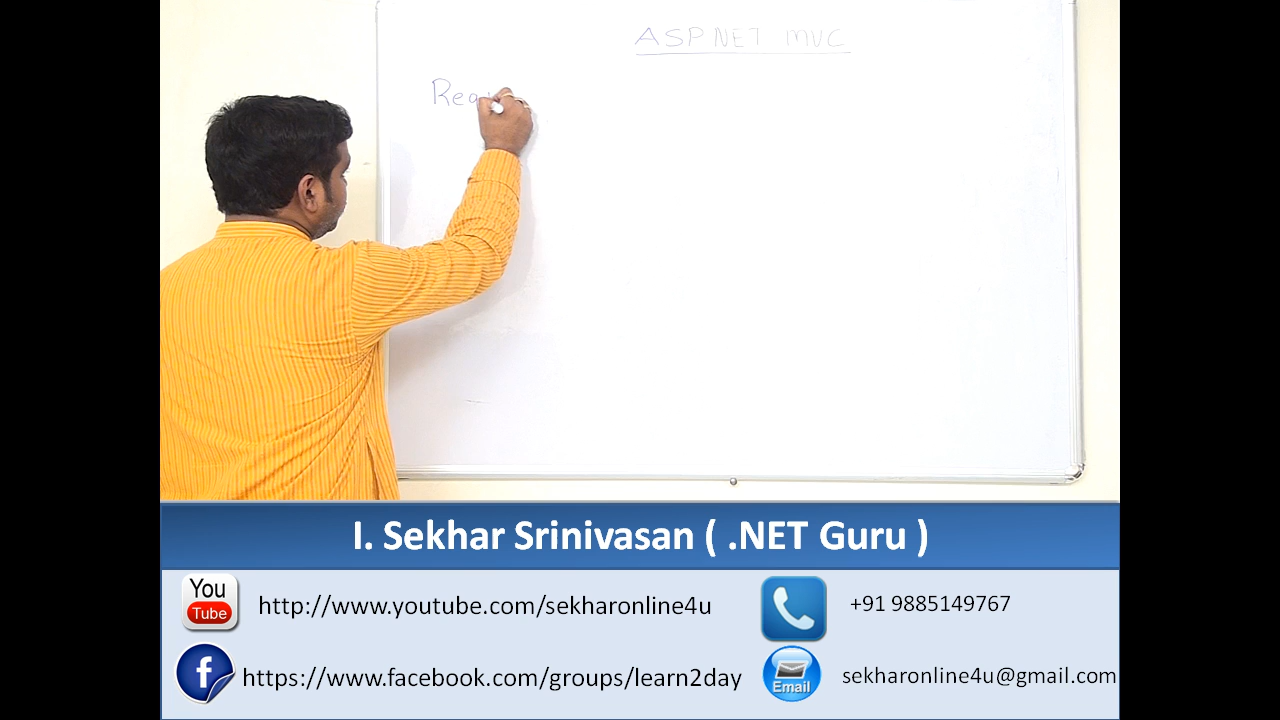 ASP.NET MVC
I. Sekhar Srinivasan ( .NET Guru )
You
Tube
http://www.youtube.com/sekharonline4u
+91 9885149767
f
https://www.facebook.com/groups/learn2day
Email
sekharonline4u@gmail.com